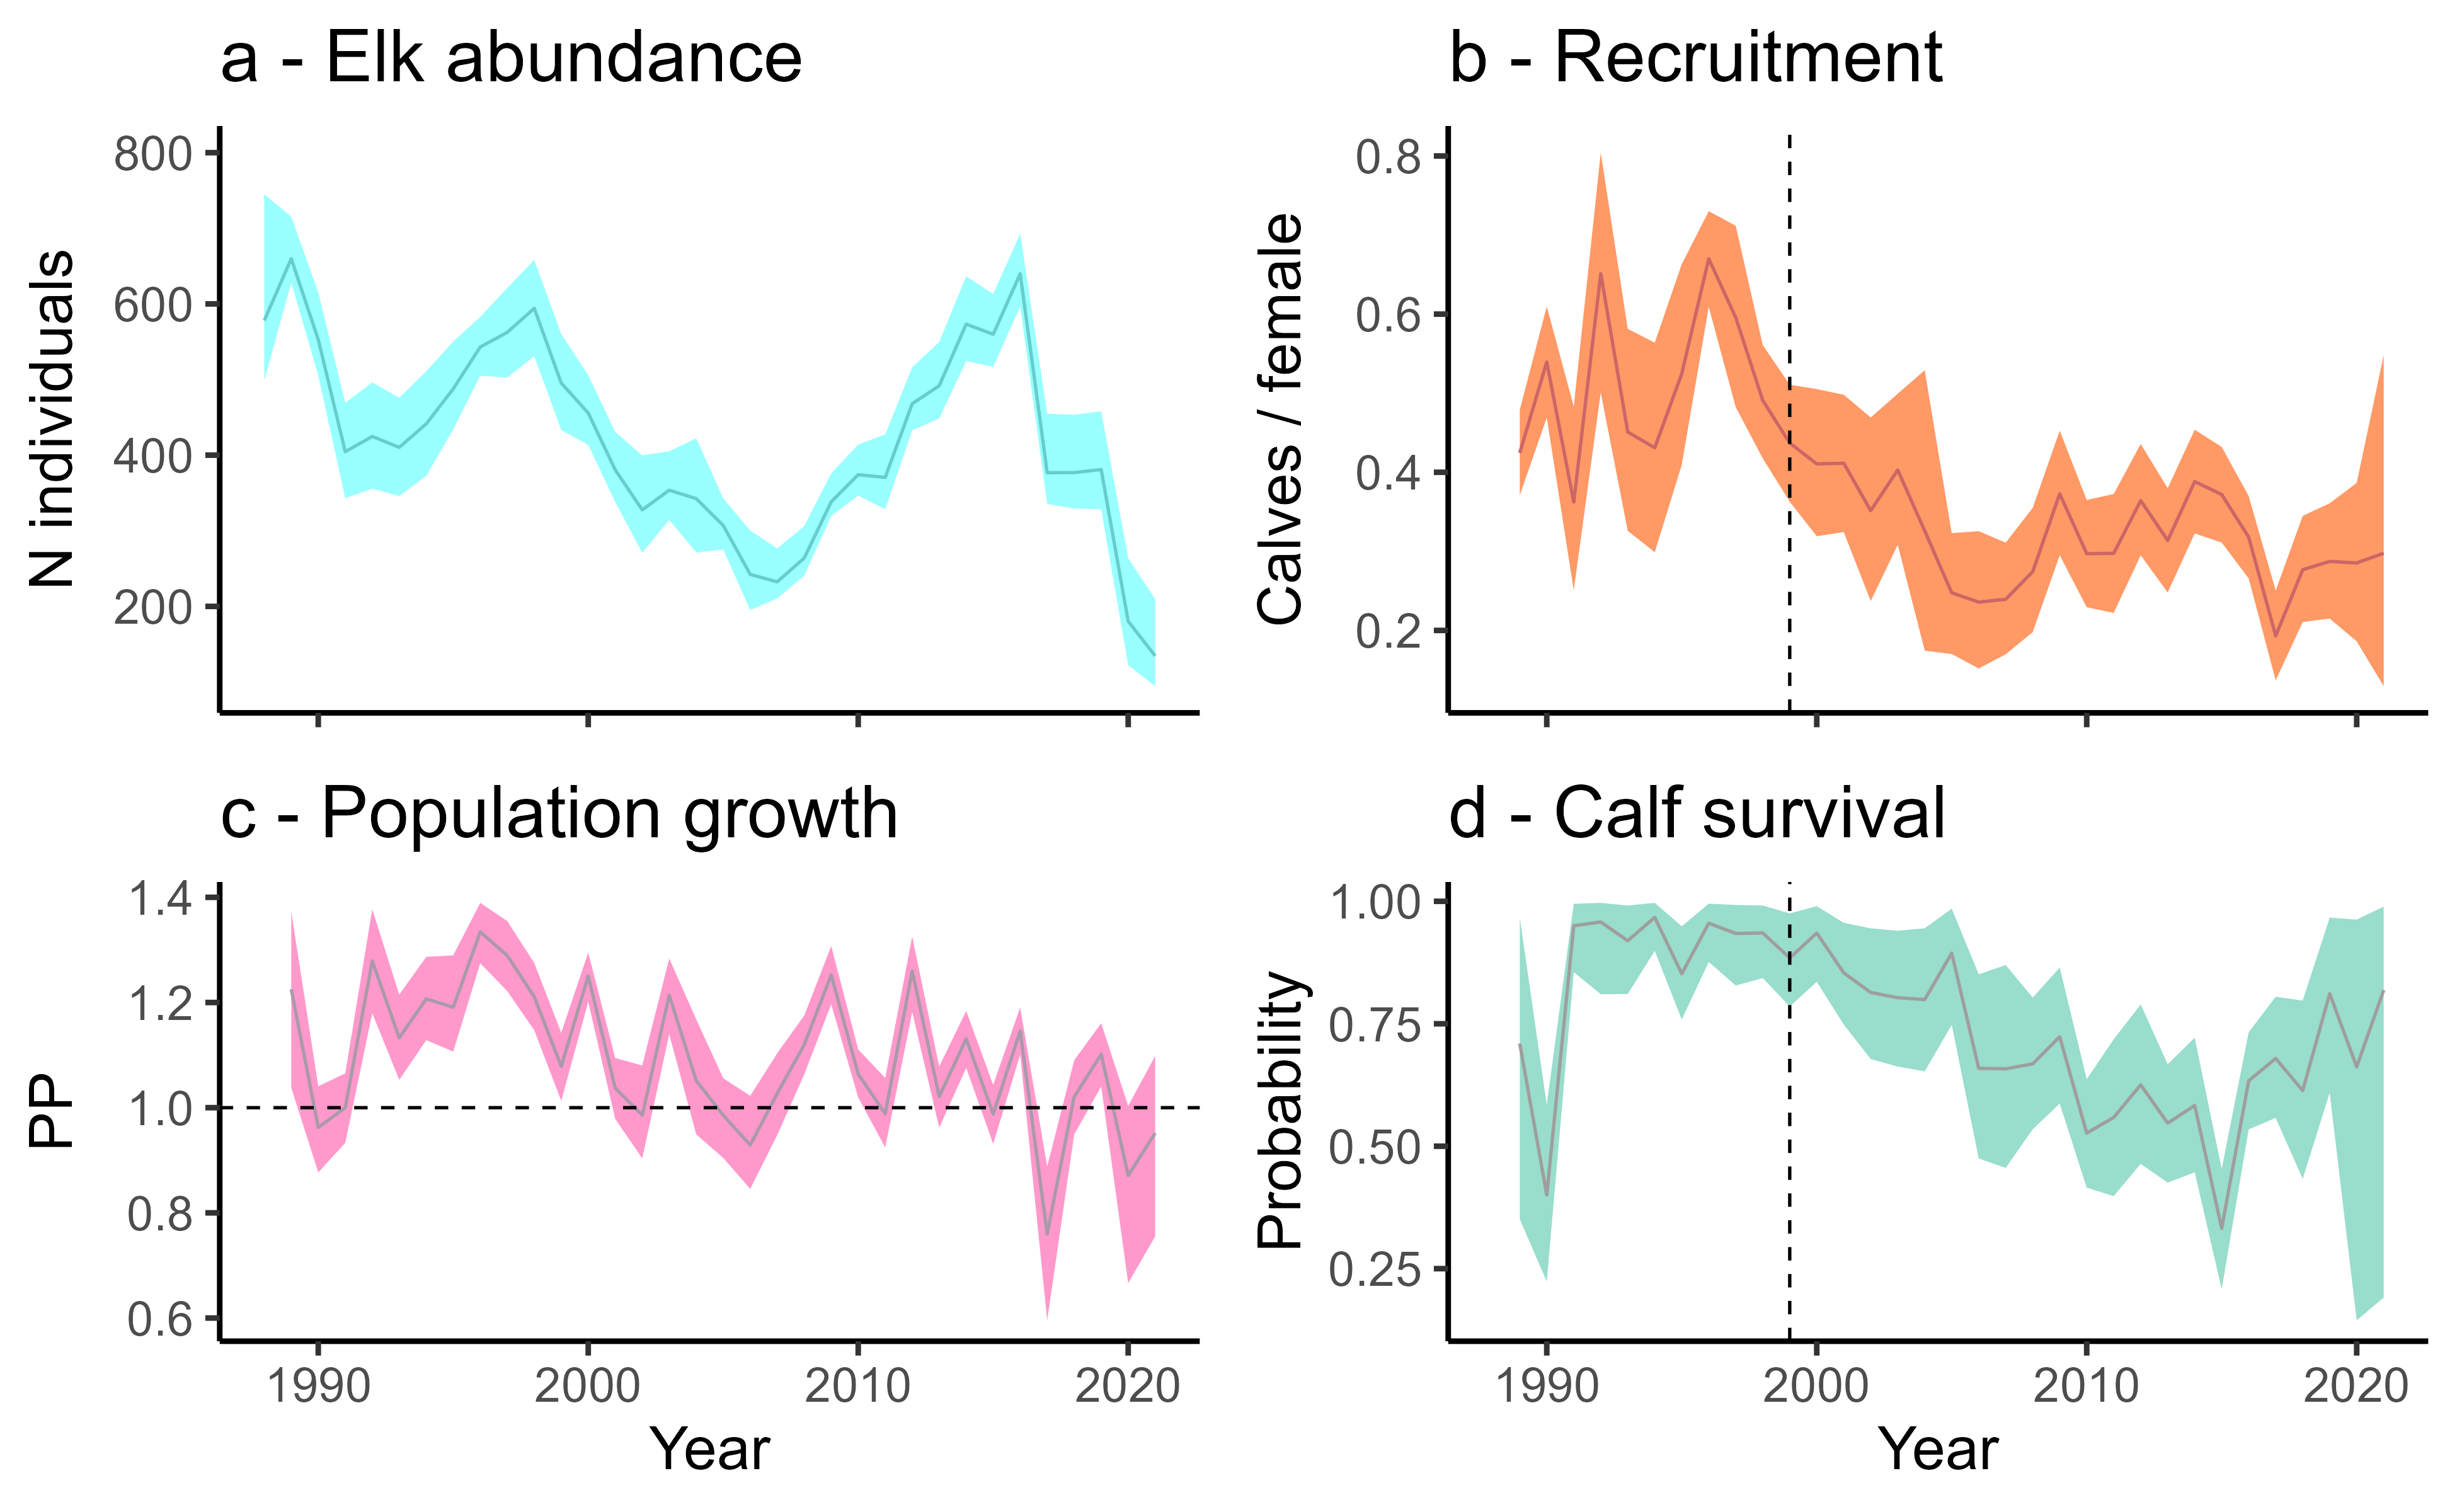 a - Elk abundance
N individuals
800
600
400
200
b - Recruitment
Calves / female
0.8
0.6
0.4
0.2
c - Population growth
PP
1.4
1.2
1.0
0.8
0.6
1990 2000 2010 2020
Year
d - Calf survival
Probability
1.00
0.75
0.50
0.25
1990 2000 2010 2020
Year